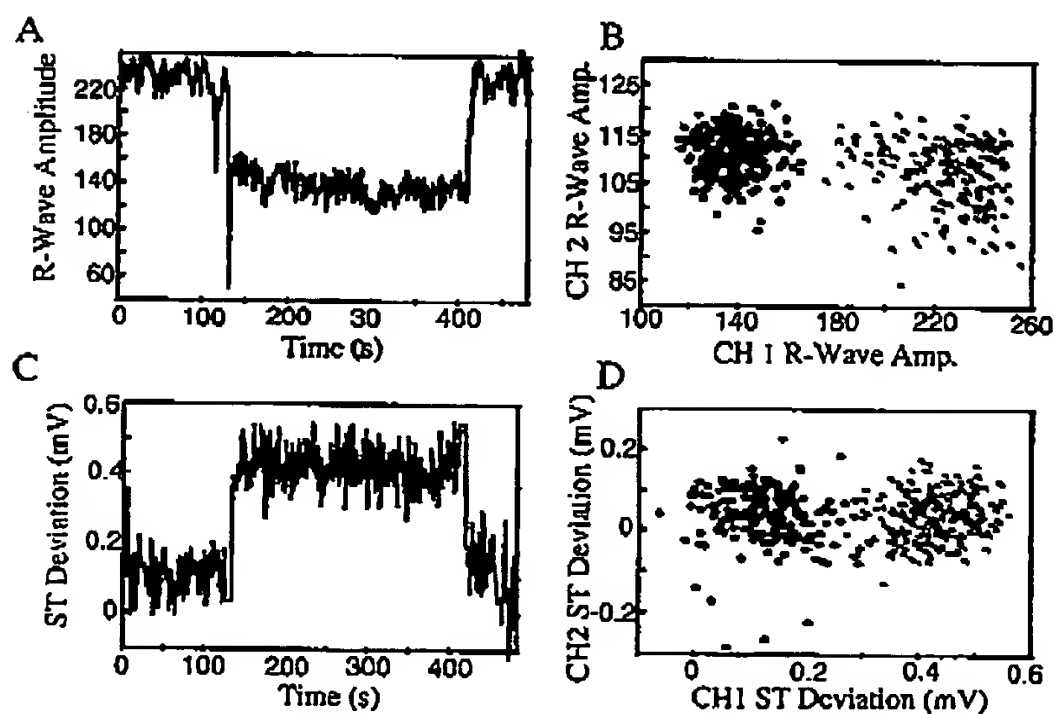 A
R-Wave Amplitude
220
180
140
100
60
0 100 200 300 400
Time (s)
B
CH 2 R-Wave Amp.
125
115
105
95
85
100 140 180 220 260
CH 1 R-Wave Amp.
C
ST Deviation (mV)
0.6
0.4
0.2
0
0 100 200 300 400
Time (s)
D
CH2 ST Deviation (mV)
0.2
0
-0.2
0 0.2 0.4 0.6
CH1 ST Deviation (mV)